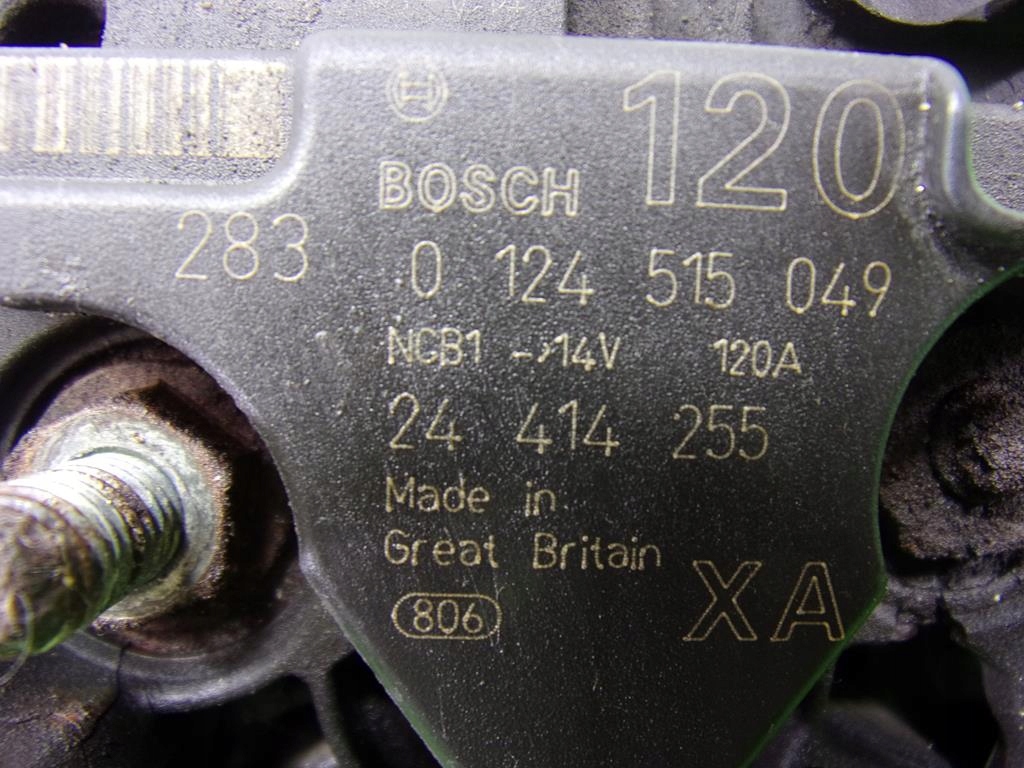 120
BOSCH
283 0 124 515 049
NCB1 -›14V 120A
24 414 255
Made in
Great Britain
806
XA